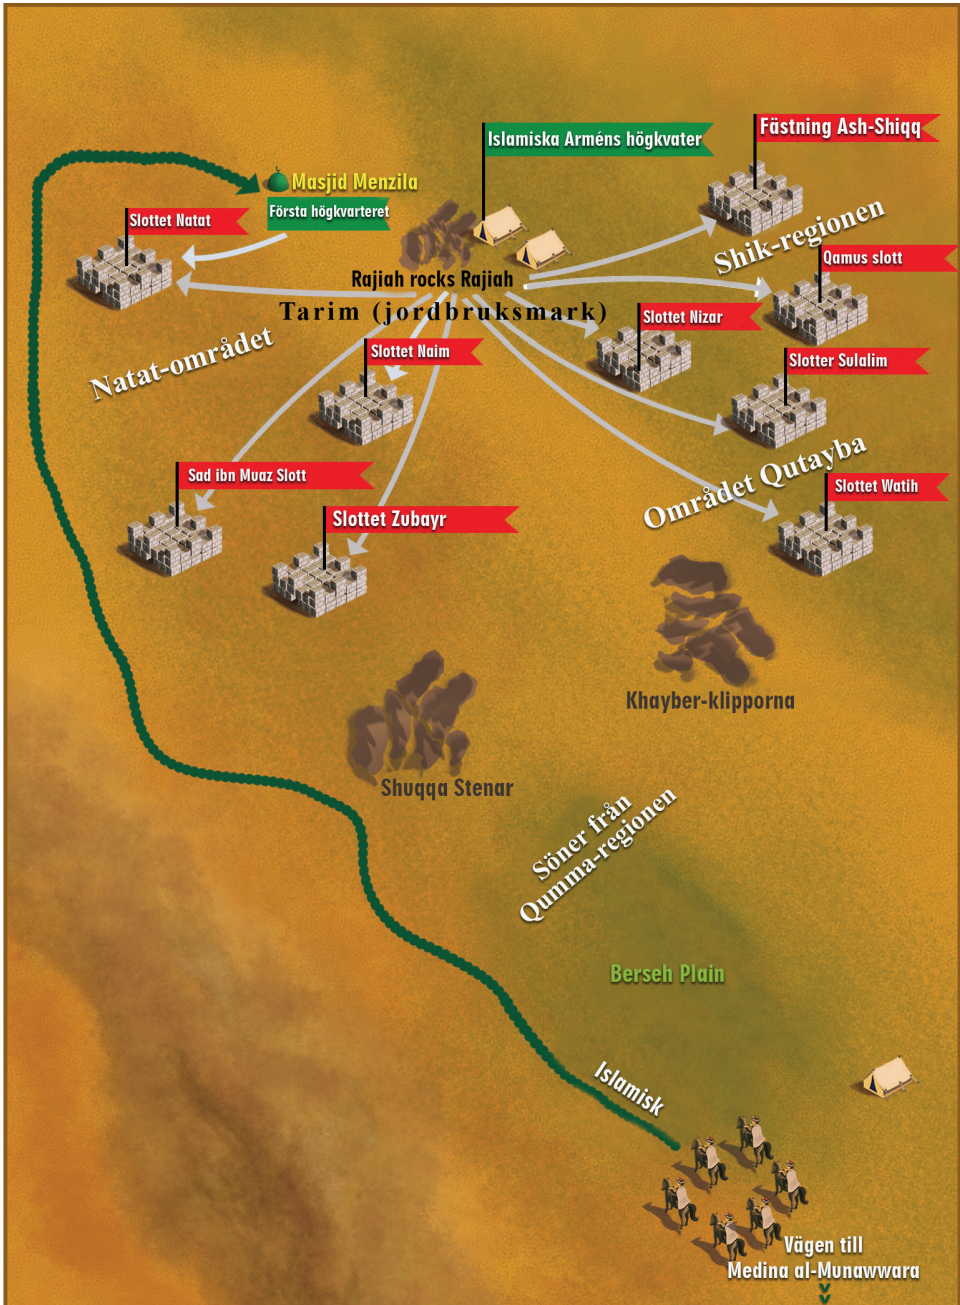 Fästning Ash-Shiqq
Islamiska Arméns högkvater
Masjid Menzila
Första högkvarteret
Slottet Natat
Shik-regionen
Qamus slott
Rajiah rocks Rajiah
Tarim (jordbruksmark)
Slottet Nizar
Natat-området
Slottet Naim
Slotter Sulalim
Området Qutayba
Sad ibn Muaz Slott
Slottet Watih
Slottet Zubayr
Khayber-klipporna
Shuqqa Stenar
Söner från
Qumma-regionen
Berseh Plain
Islamisk
Vägen till
Medina al-Munawwara